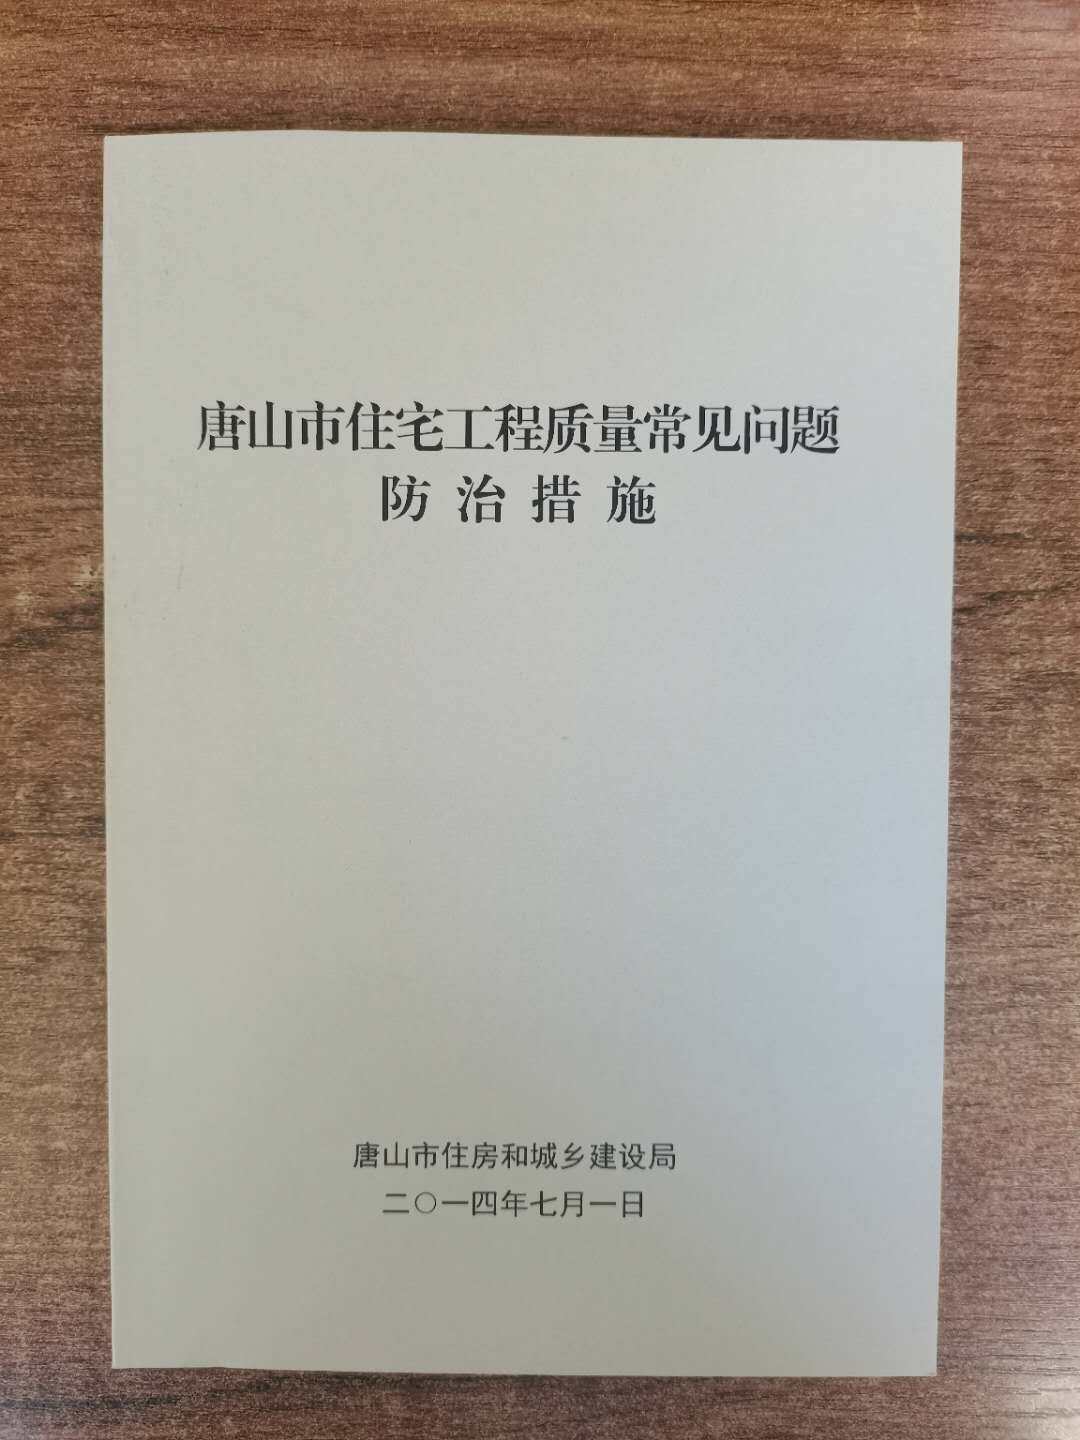 唐山市住宅工程质量常见问题
防治措施
唐山市住房和城乡建设局
二〇一四年七月一日